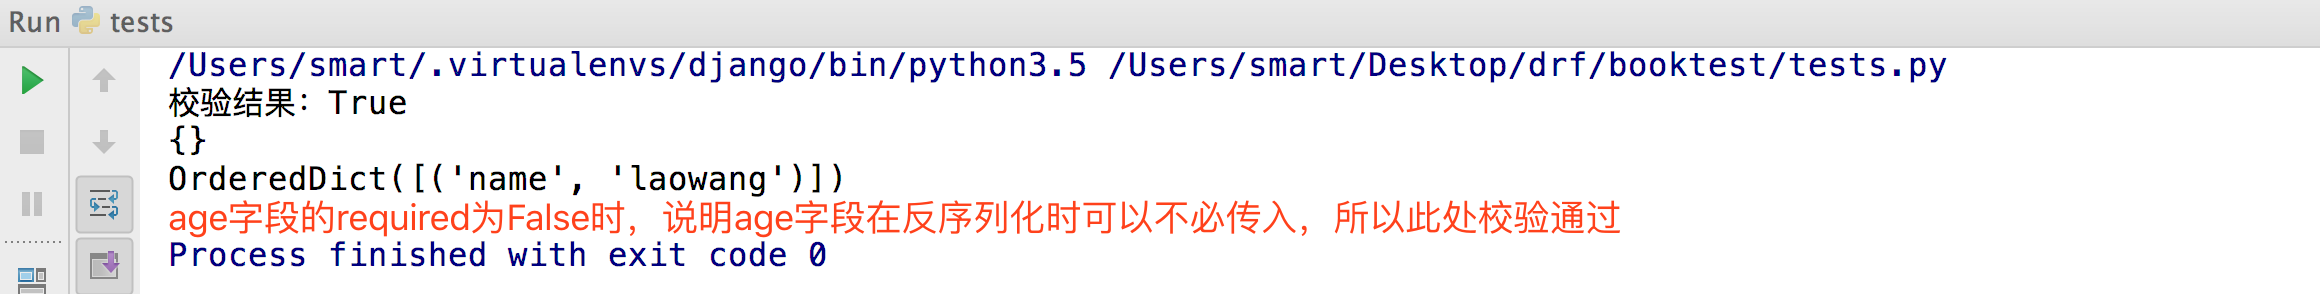 Run tests
/Users/smart/.virtualenvs/django/bin/python3.5 /Users/smart/Desktop/drf/booktest/tests.py
校验结果：True
{}
OrderedDict([('name', 'laowang')])
age字段的required为False时，说明age字段在反序列化时可以不必传入，所以此处校验通过
Process finished with exit code 0